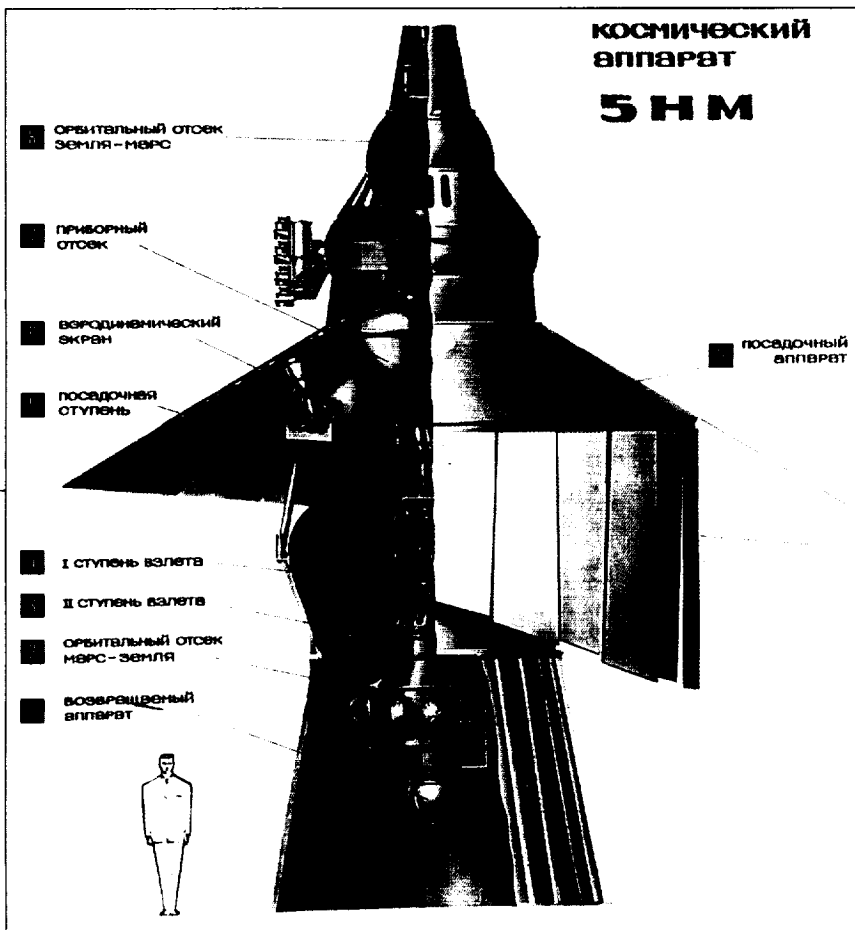 космический
аппарат
5НМ
орбитальный отсек
земля-марс
приборный
отсек
аэродинамический
экран
посадочная
ступень
посадочный
аппарат
I ступень взлета
II ступень взлета
орбитальный отсек
марс-земля
возвращаемый
аппарат